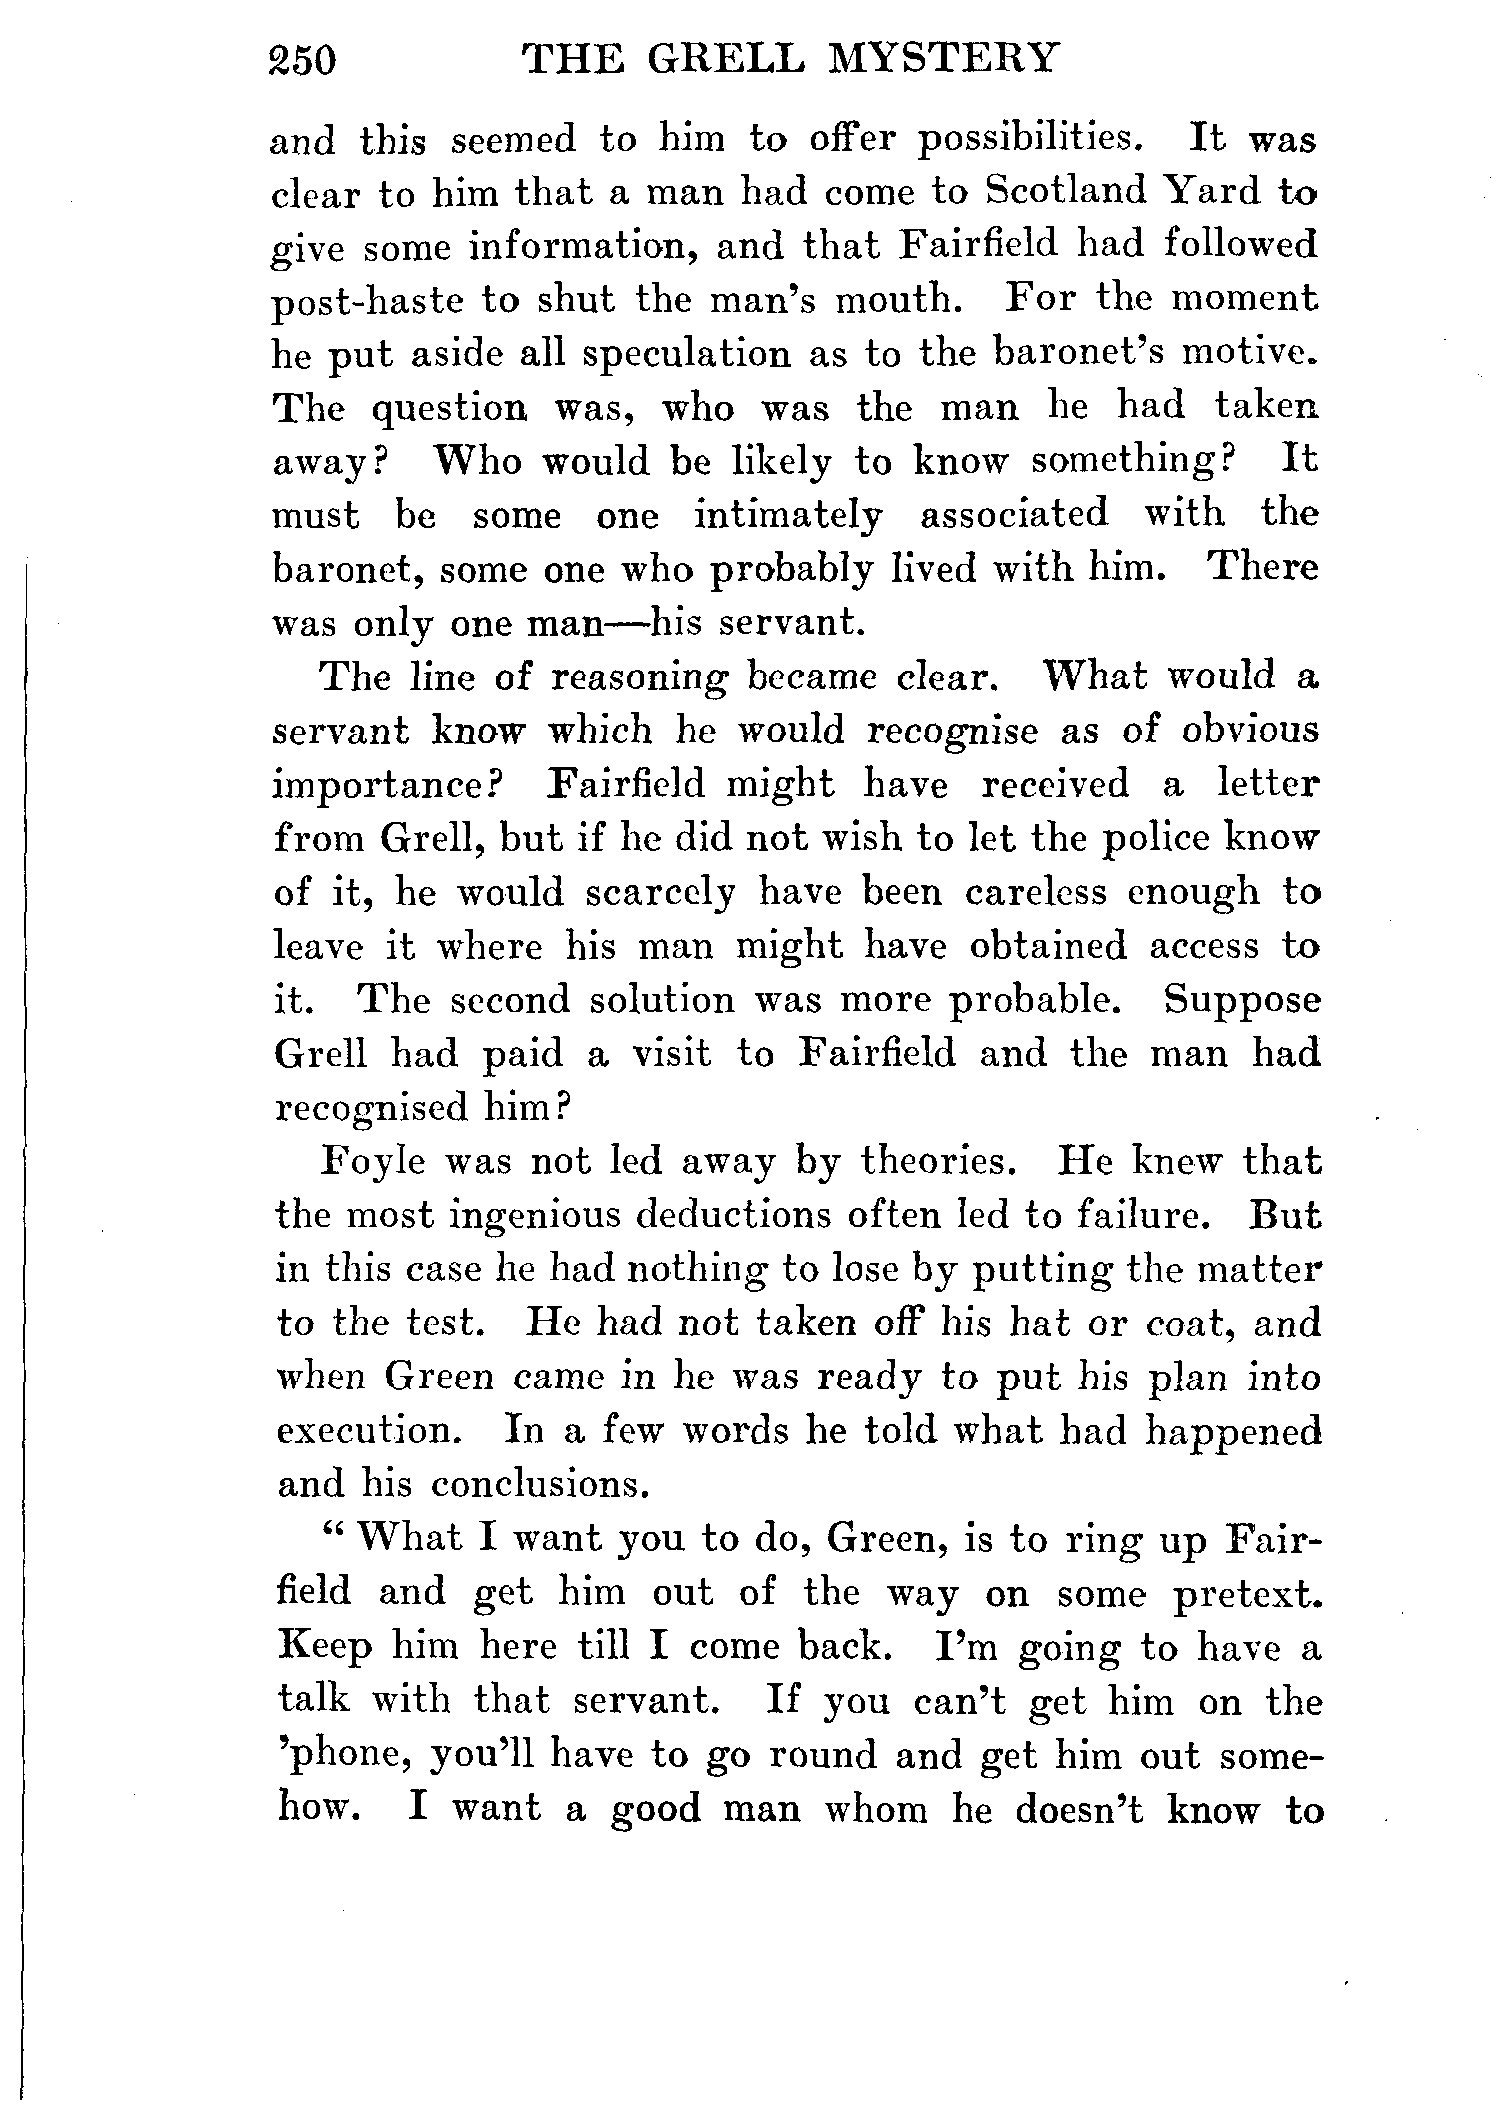 250 THE GRELL MYSTERY
and this seemed to him to offer possibilities. It was
clear to him that a man had come to Scotland Yard to
give some information, and that Fairfield had followed
post-haste to shut the man's mouth. For the moment
he put aside all speculation as to the baronet's motive.
The question was, who was the man he had taken
away? Who would be likely to know something? It
must be some one intimately associated with the
baronet, some one who probably lived with him. There
was only one man—his servant.
The line of reasoning became clear. What would a
servant know which he would recognise as of obvious
importance? Fairfield might have received a letter
from Grell, but if he did not wish to let the police know
of it, he would scarcely have been careless enough to
leave it where his man might have obtained access to
it. The second solution was more probable. Suppose
Grell had paid a visit to Fairfield and the man had
recognised him?
Foyle was not led away by theories. He knew that
the most ingenious deductions often led to failure. But
in this case he had nothing to lose by putting the matter
to the test. He had not taken off his hat or coat, and
when Green came in he was ready to put his plan into
execution. In a few words he told what had happened
and his conclusions.
“ What I want you to do, Green, is to ring up Fair-
field and get him out of the way on some pretext.
Keep him here till I come back. I'm going to have a
talk with that servant. If you can't get him on the
'phone, you'll have to go round and get him out some-
how. I want a good man whom he doesn't know to